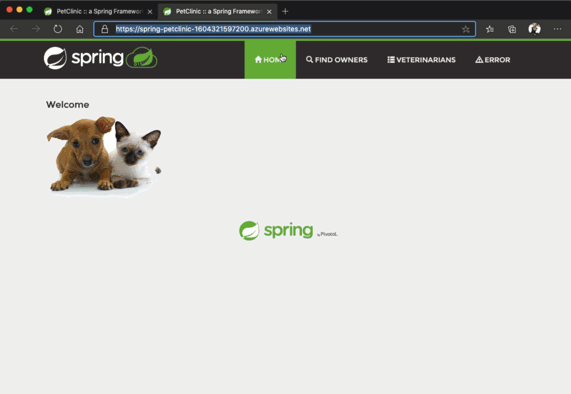 PetClinic :: a Spring Framewor
PetClinic :: a Spring Framewor
https://spring-petclinic-1604321597200.azurewebsites.net
spring
HOME
FIND OWNERS
VETERINARIANS
ERROR
Welcome
spring by Pivotal.